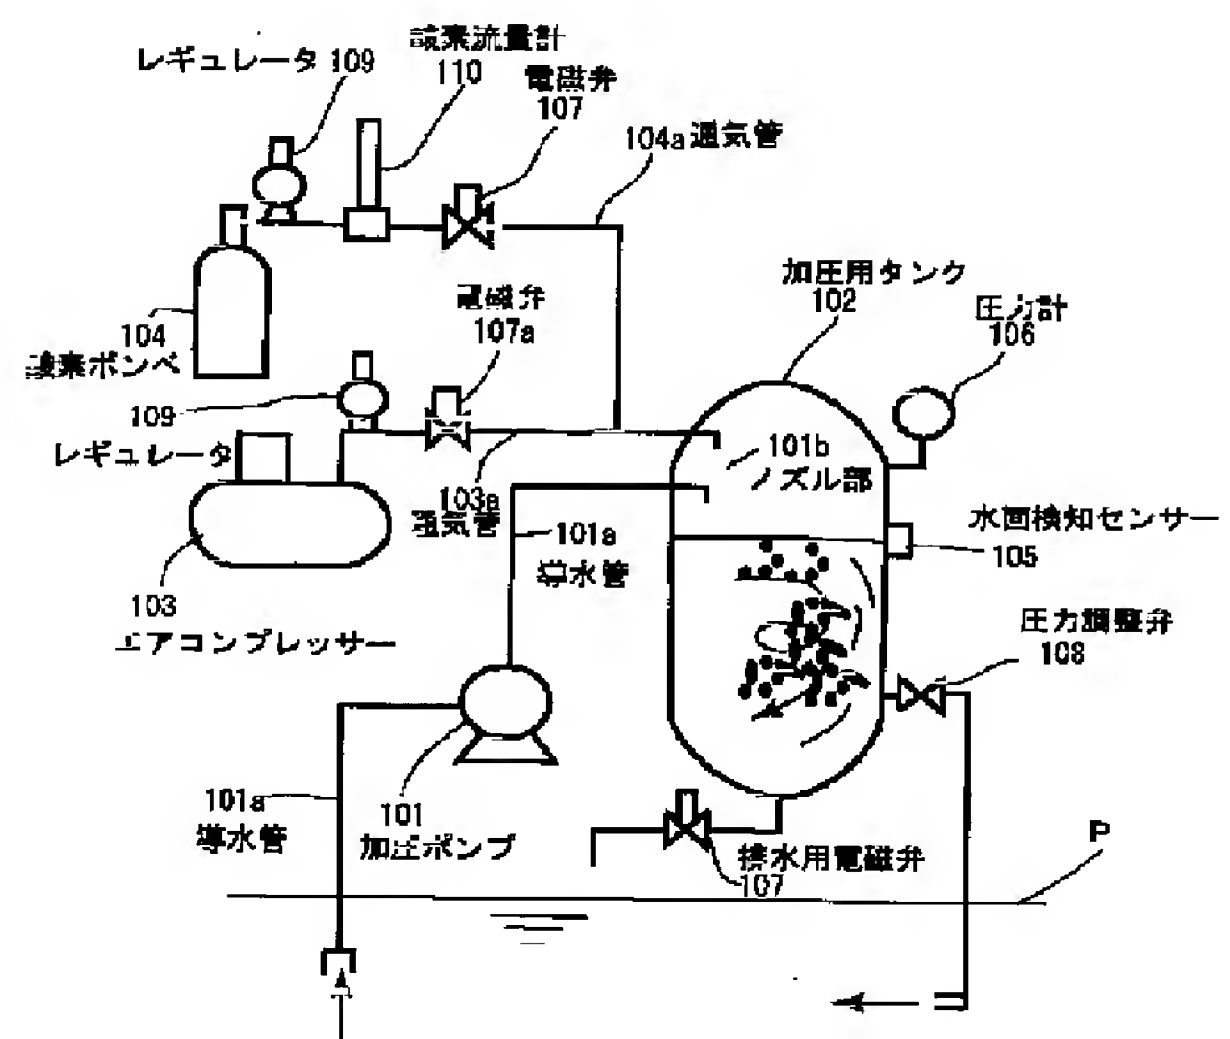 酸素流量計
110
レギュレータ 109
電磁弁
107
104a通気管
加圧用タンク
102
圧力計
106
電磁弁
107a
104
酸素ボンベ
109
レギュレータ
101b
ノズル部
103a
通気管
水面検知センサー
105
101a
導水管
103
エアコンプレッサー
圧力調整弁
108
101a
導水管
101
加圧ポンプ
排水用電磁弁
107
P